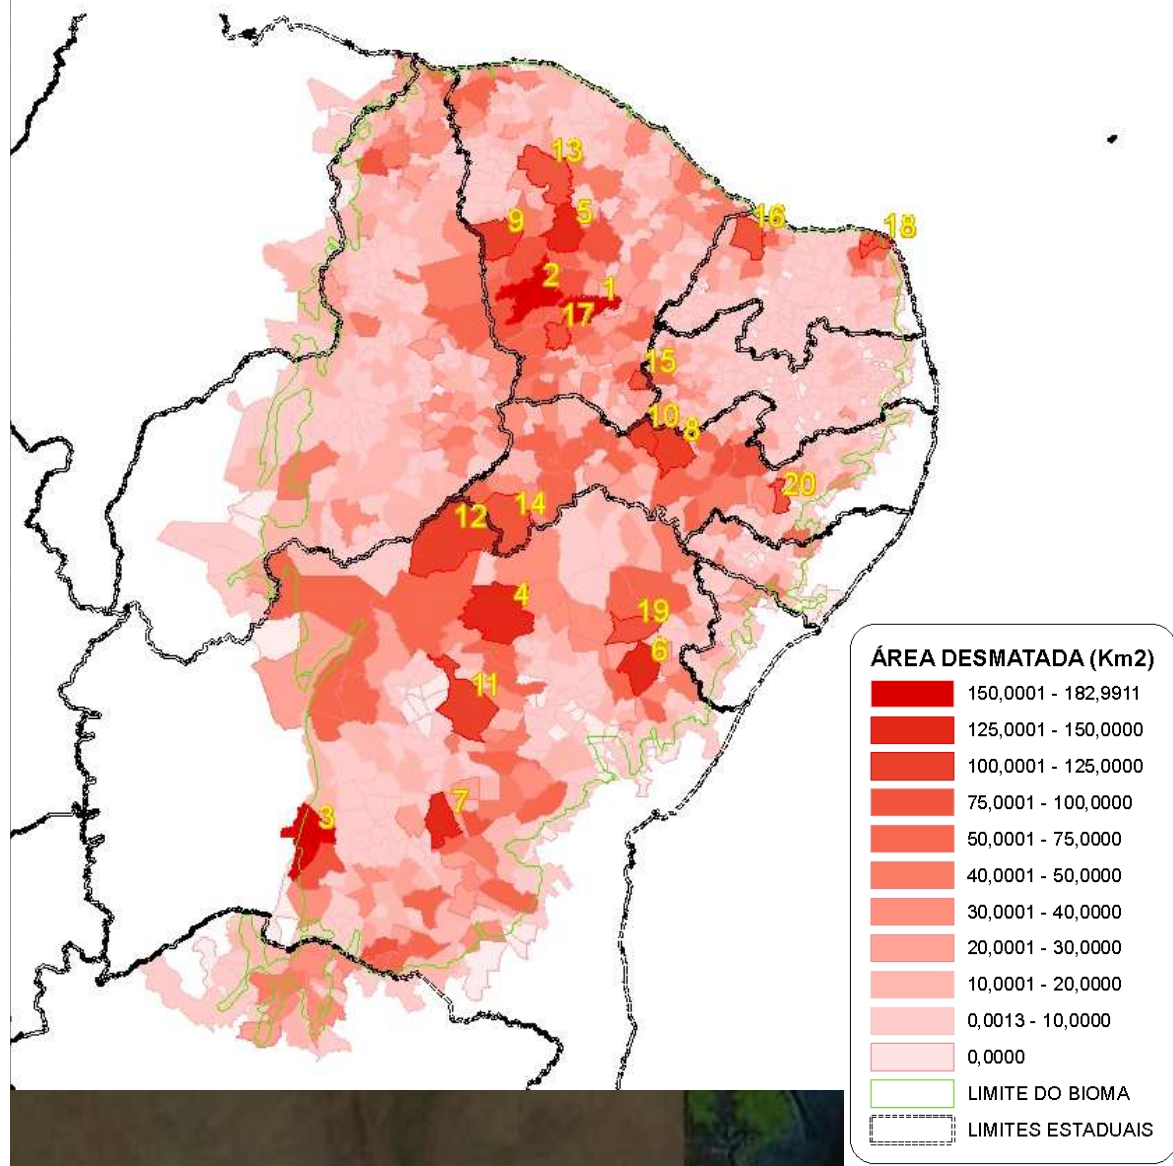 13
16
18
9
5
2
1
17
15
10
8
20
12
14
4
19
6
11
3
7
ÁREA DESMATADA (Km2)
150,0001 - 182,9911
125,0001 - 150,0000
100,0001 - 125,0000
75,0001 - 100,0000
50,0001 - 75,0000
40,0001 - 50,0000
30,0001 - 40,0000
20,0001 - 30,0000
10,0001 - 20,0000
0,0013 - 10,0000
0,0000
LIMITE DO BIOMA
LIMITES ESTADUAIS